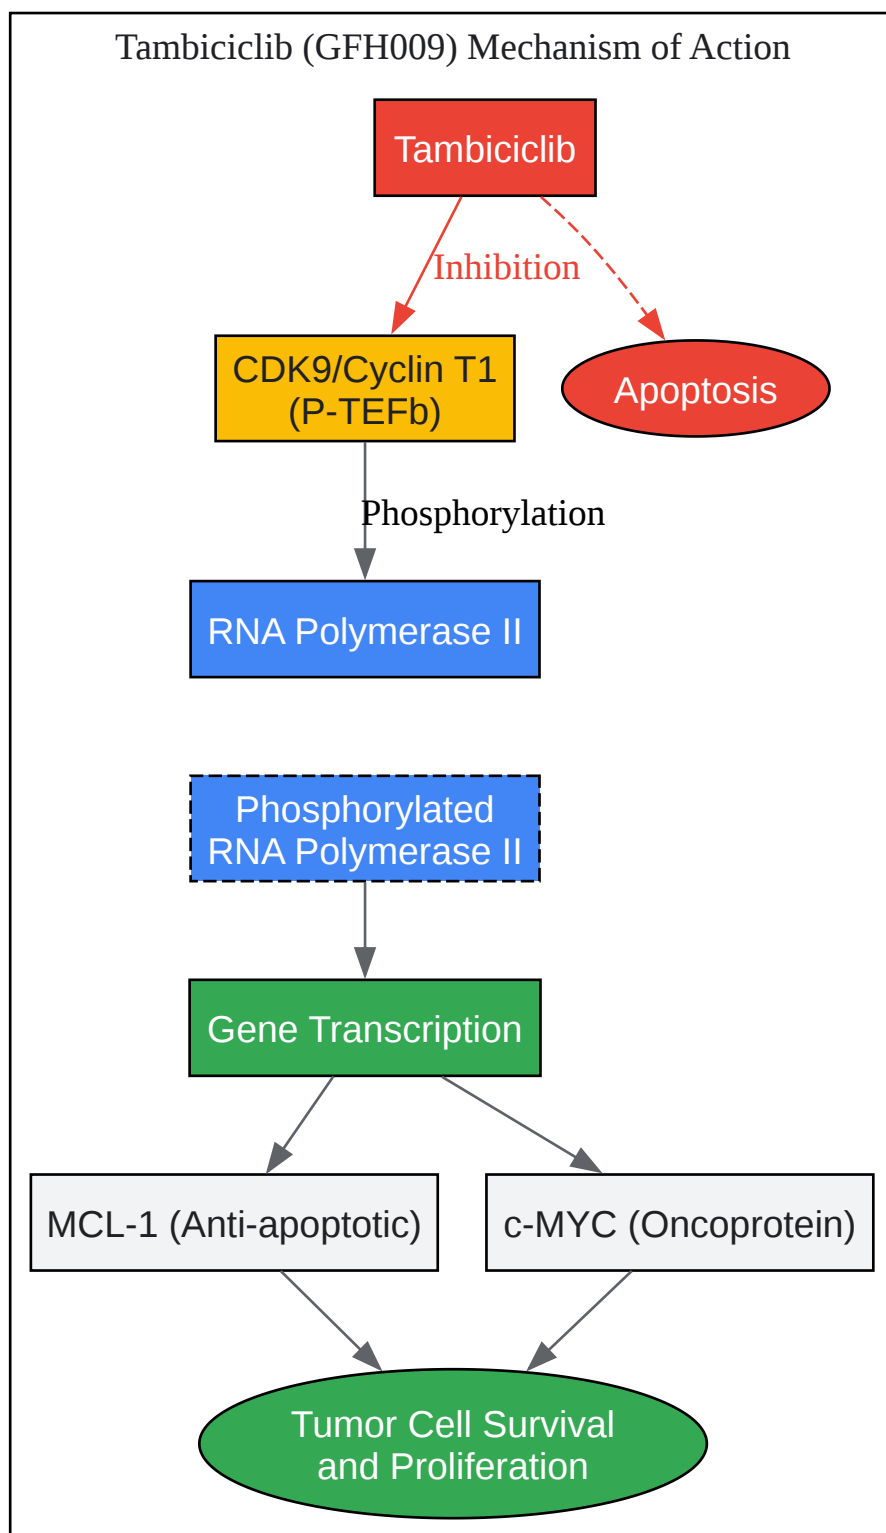 Tambiciclib (GFH009) Mechanism of Action
Tambiciclib
Inhibition
CDK9/Cyclin T1
(P-TEFb)
Apoptosis
Phosphorylation
RNA Polymerase II
Phosphorylated
RNA Polymerase II
Gene Transcription
MCL-1 (Anti-apoptotic)
c-MYC (Oncoprotein)
Tumor Cell Survival
and Proliferation